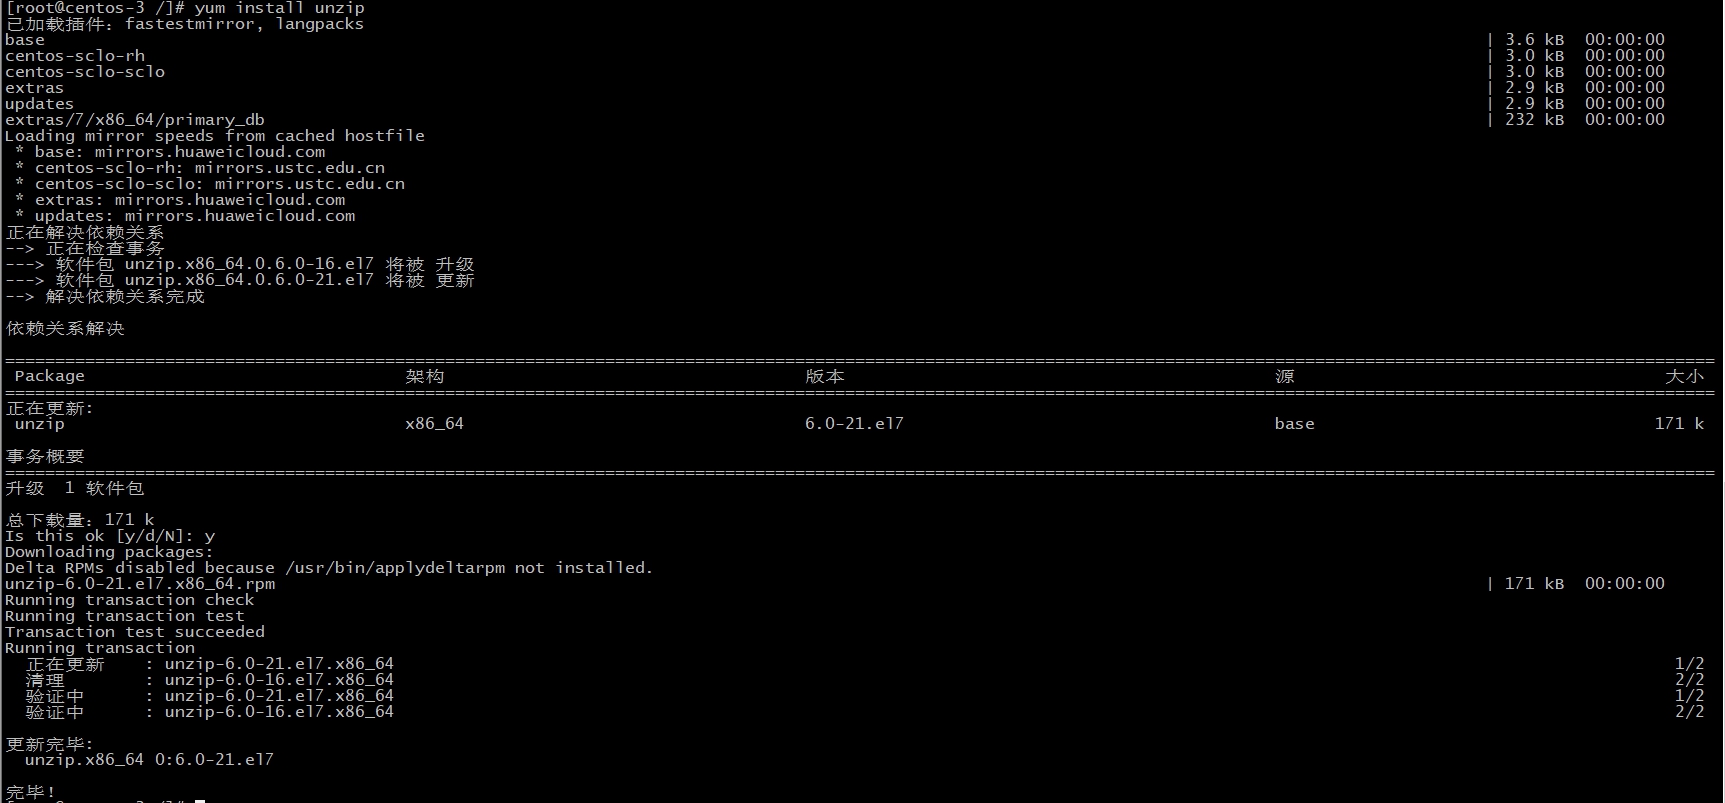 [root@centos-3 /]# yum install unzip
已加载插件：fastestmirror, langpacks
base | 3.6 kB 00:00:00
centos-sclo-rh | 3.0 kB 00:00:00
centos-sclo-sclo | 3.0 kB 00:00:00
extras | 2.9 kB 00:00:00
updates | 2.9 kB 00:00:00
extras/7/x86_64/primary_db | 232 kB 00:00:00
Loading mirror speeds from cached hostfile
* base: mirrors.huaweicloud.com
* centos-sclo-rh: mirrors.ustc.edu.cn
* centos-sclo-sclo: mirrors.ustc.edu.cn
* extras: mirrors.huaweicloud.com
* updates: mirrors.huaweicloud.com
正在解决依赖关系
--> 正在检查事务
---> 软件包 unzip.x86_64.0.6.0-16.el7 将被 升级
---> 软件包 unzip.x86_64.0.6.0-21.el7 将被 更新
--> 解决依赖关系完成
依赖关系解决
Package 架构 版本 源 大小
正在更新:
unzip x86_64 6.0-21.el7 base 171 k
事务概要
升级 1 软件包
总下载量：171 k
Is this ok [y/d/N]: y
Downloading packages:
Delta RPMs disabled because /usr/bin/applydeltarpm not installed.
unzip-6.0-21.el7.x86_64.rpm | 171 kB 00:00:00
Running transaction check
Running transaction test
Transaction test succeeded
Running transaction
正在更新 : unzip-6.0-21.el7.x86_64 1/2
清理 : unzip-6.0-16.el7.x86_64 2/2
验证中 : unzip-6.0-21.el7.x86_64 1/2
验证中 : unzip-6.0-16.el7.x86_64 2/2
更新完毕:
unzip.x86_64 0:6.0-21.el7
完毕！